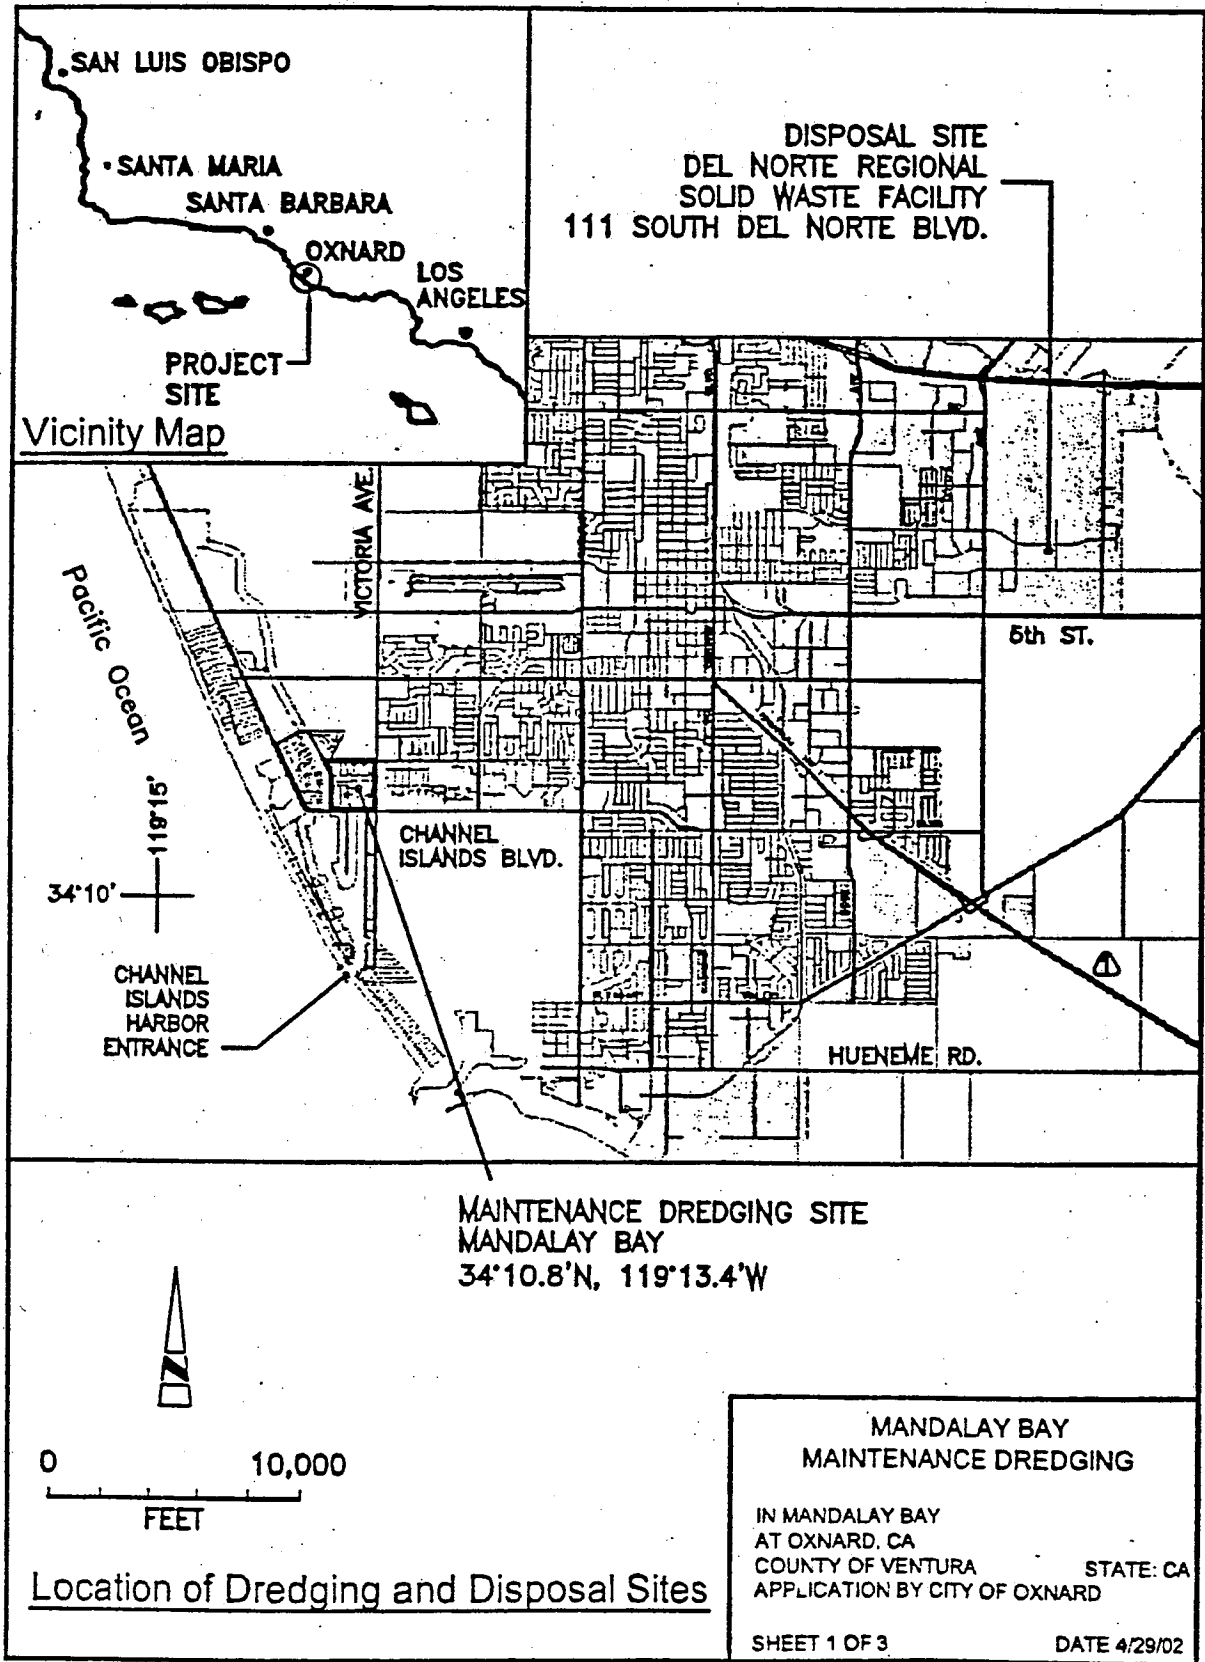 SAN LUIS OBISPO
SANTA MARIA
SANTA BARBARA
OXNARD
LOS
ANGELES
PROJECT
SITE
Vicinity Map
DISPOSAL SITE
DEL NORTE REGIONAL
SOLID WASTE FACILITY
111 SOUTH DEL NORTE BLVD.
VICTORIA AVE.
Pacific Ocean
5th ST.
119°15'
34°10'
CHANNEL
ISLANDS BLVD.
CHANNEL
ISLANDS
HARBOR
ENTRANCE
1
HUENEME RD.
MAINTENANCE DREDGING SITE
MANDALAY BAY
34°10.8'N, 119°13.4'W
N
0 10,000
FEET
Location of Dredging and Disposal Sites
MANDALAY BAY
MAINTENANCE DREDGING
IN MANDALAY BAY
AT OXNARD, CA
COUNTY OF VENTURA STATE: CA
APPLICATION BY CITY OF OXNARD
SHEET 1 OF 3 DATE 4/29/02